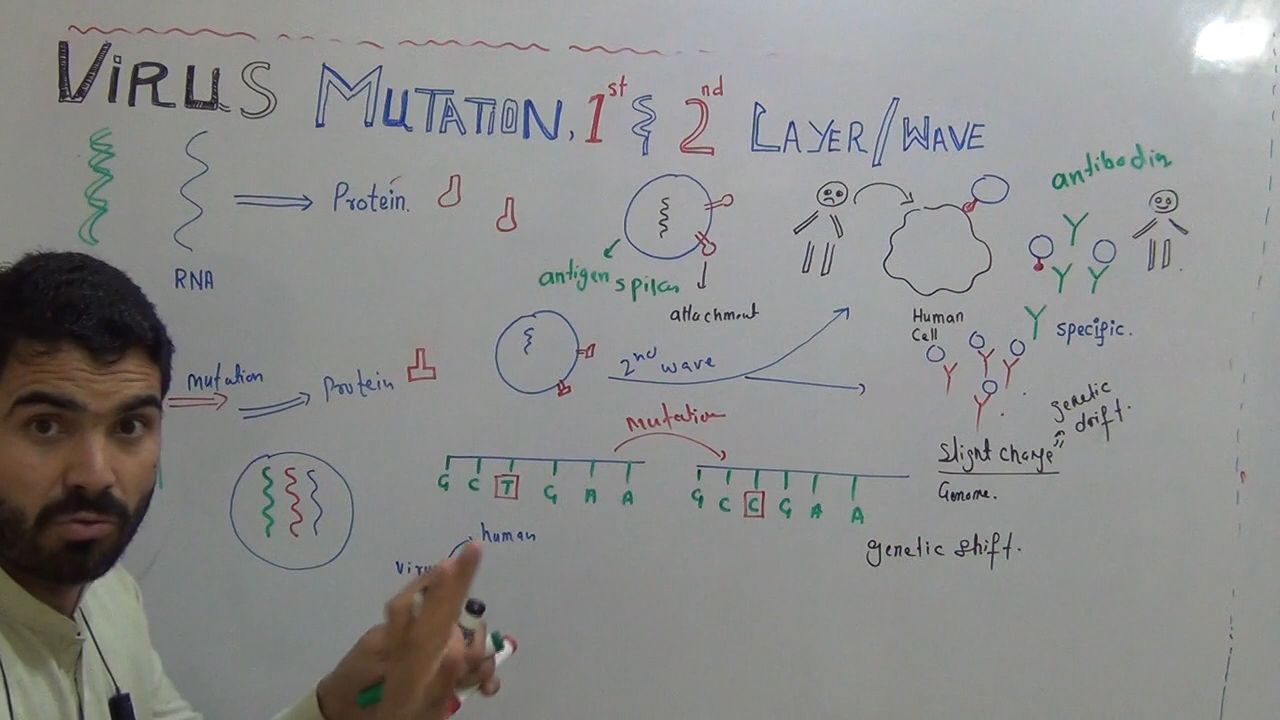 VIRUS MUTATION, 1st & 2nd LAYER/WAVE
RNA
Protein.
antigen
spikes
attachment
antibodies
Human
Cell
specific.
mutation
Protein
2nd wave
mutation
G C T G A A
G C C G A A
slight change
Genome.
genetic
drift.
genetic shift.
human